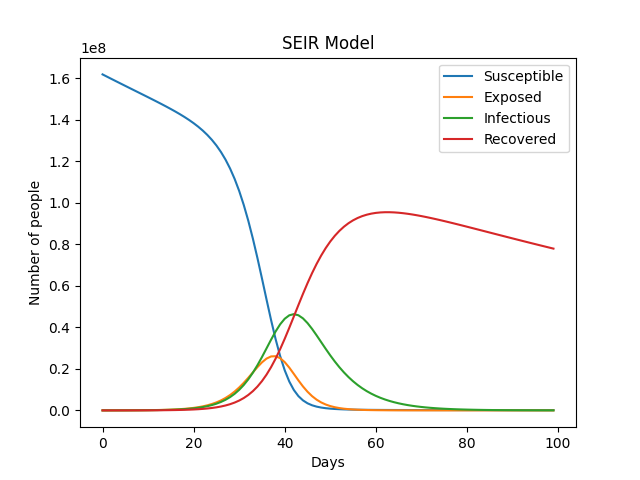 SEIR Model
1e8
Susceptible
Exposed
Infectious
Recovered
1.6
1.4
1.2
1.0
0.8
0.6
0.4
0.2
0.0
Number of people
0 20 40 60 80 100
Days